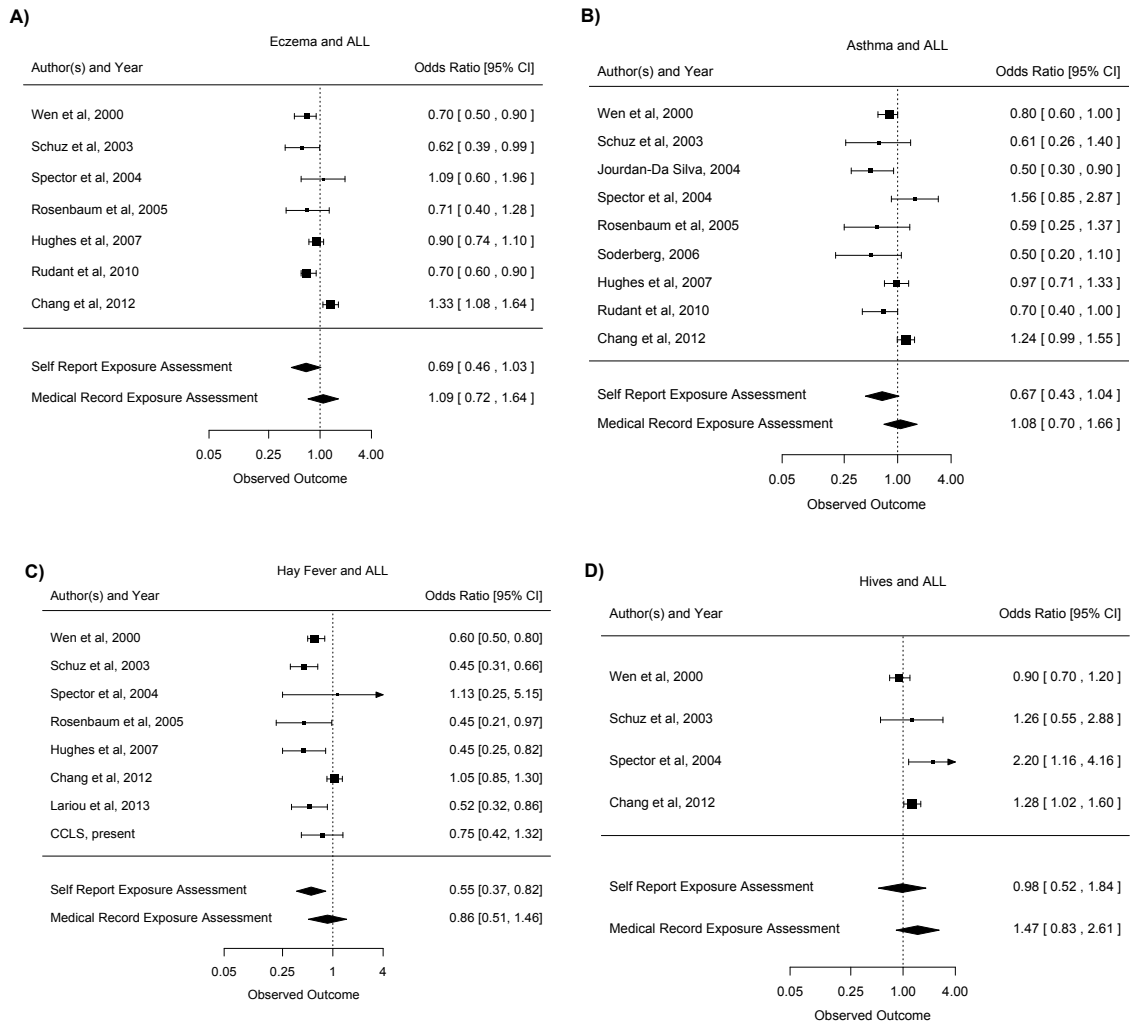 A)
Eczema and ALL
Author(s) and Year Odds Ratio [95% CI]
Wen et al, 2000 0.70 [ 0.50 , 0.90 ]
Schuz et al, 2003 0.62 [ 0.39 , 0.99 ]
Spector et al, 2004 1.09 [ 0.60 , 1.96 ]
Rosenbaum et al, 2005 0.71 [ 0.40 , 1.28 ]
Hughes et al, 2007 0.90 [ 0.74 , 1.10 ]
Rudant et al, 2010 0.70 [ 0.60 , 0.90 ]
Chang et al, 2012 1.33 [ 1.08 , 1.64 ]
Self Report Exposure Assessment 0.69 [ 0.46 , 1.03 ]
Medical Record Exposure Assessment 1.09 [ 0.72 , 1.64 ]
0.05 0.25 1.00 4.00
Observed Outcome
B)
Asthma and ALL
Author(s) and Year Odds Ratio [95% CI]
Wen et al, 2000 0.80 [ 0.60 , 1.00 ]
Schuz et al, 2003 0.61 [ 0.26 , 1.40 ]
Jourdan-Da Silva, 2004 0.50 [ 0.30 , 0.90 ]
Spector et al, 2004 1.56 [ 0.85 , 2.87 ]
Rosenbaum et al, 2005 0.59 [ 0.25 , 1.37 ]
Soderberg, 2006 0.50 [ 0.20 , 1.10 ]
Hughes et al, 2007 0.97 [ 0.71 , 1.33 ]
Rudant et al, 2010 0.70 [ 0.40 , 1.00 ]
Chang et al, 2012 1.24 [ 0.99 , 1.55 ]
Self Report Exposure Assessment 0.67 [ 0.43 , 1.04 ]
Medical Record Exposure Assessment 1.08 [ 0.70 , 1.66 ]
0.05 0.25 1.00 4.00
Observed Outcome
C)
Hay Fever and ALL
Author(s) and Year Odds Ratio [95% CI]
Wen et al, 2000 0.60 [0.50, 0.80]
Schuz et al, 2003 0.45 [0.31, 0.66]
Spector et al, 2004 1.13 [0.25, 5.15]
Rosenbaum et al, 2005 0.45 [0.21, 0.97]
Hughes et al, 2007 0.45 [0.25, 0.82]
Chang et al, 2012 1.05 [0.85, 1.30]
Lariou et al, 2013 0.52 [0.32, 0.86]
CCLS, present 0.75 [0.42, 1.32]
Self Report Exposure Assessment 0.55 [0.37, 0.82]
Medical Record Exposure Assessment 0.86 [0.51, 1.46]
0.05 0.25 1 4
Observed Outcome
D)
Hives and ALL
Author(s) and Year Odds Ratio [95% CI]
Wen et al, 2000 0.90 [ 0.70 , 1.20 ]
Schuz et al, 2003 1.26 [ 0.55 , 2.88 ]
Spector et al, 2004 2.20 [ 1.16 , 4.16 ]
Chang et al, 2012 1.28 [ 1.02 , 1.60 ]
Self Report Exposure Assessment 0.98 [ 0.52 , 1.84 ]
Medical Record Exposure Assessment 1.47 [ 0.83 , 2.61 ]
0.05 0.25 1.00 4.00
Observed Outcome